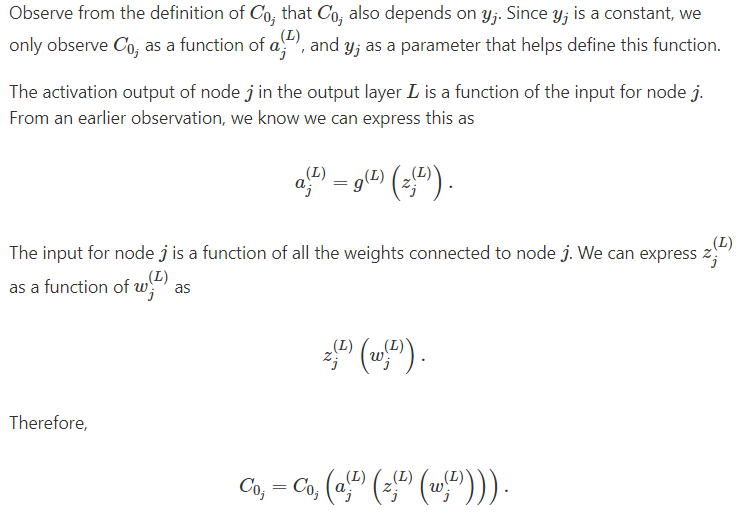 Observe from the definition of $C_{0_j}$ that $C_{0_j}$ also depends on $y_j$. Since $y_j$ is a constant, we
only observe $C_{0_j}$ as a function of $a_j^{(L)}$, and $y_j$ as a parameter that helps define this function.
The activation output of node $j$ in the output layer $L$ is a function of the input for node $j$.
From an earlier observation, we know we can express this as
$a_j^{(L)} = g^{(L)} \left( z_j^{(L)} \right).$
The input for node $j$ is a function of all the weights connected to node $j$. We can express $z_j^{(L)}$
as a function of $w_j^{(L)}$ as
$z_j^{(L)} \left( w_j^{(L)} \right).$
Therefore,
$C_{0_j} = C_{0_j} \left( a_j^{(L)} \left( z_j^{(L)} \left( w_j^{(L)} \right) \right) \right).$